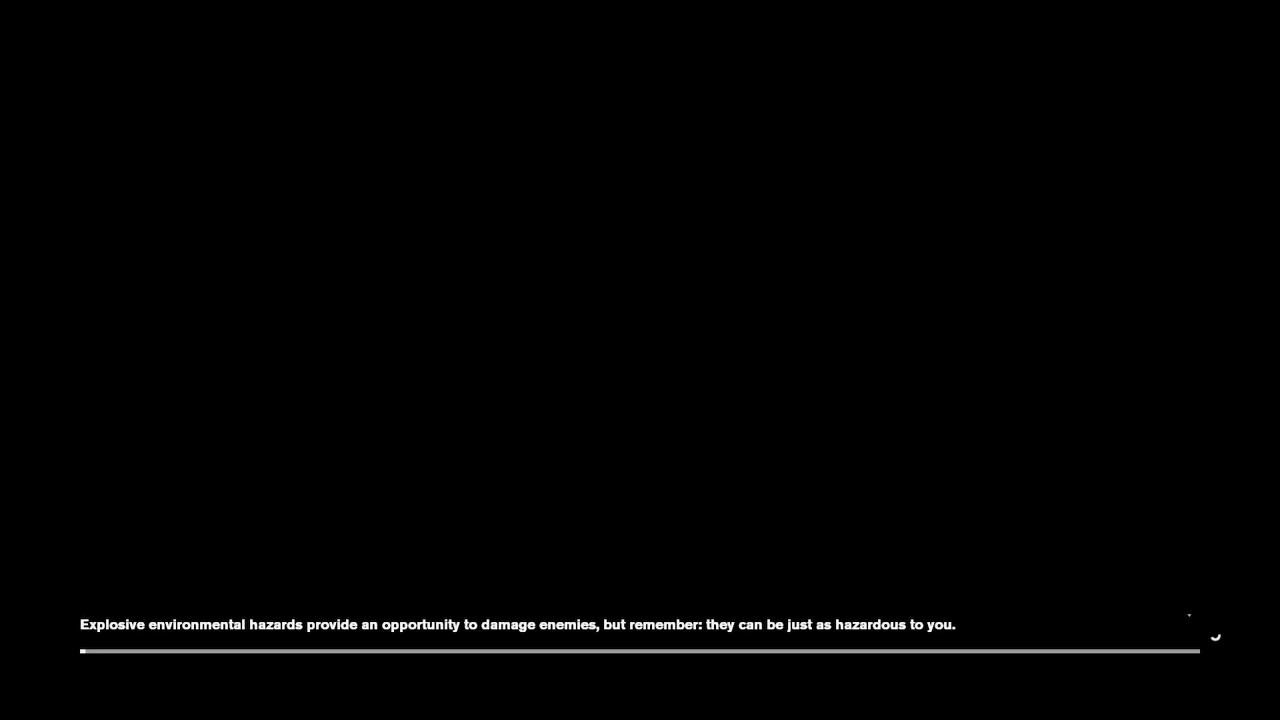 Explosive environmental hazards provide an opportunity to damage enemies, but remember: they can be just as hazardous to you.